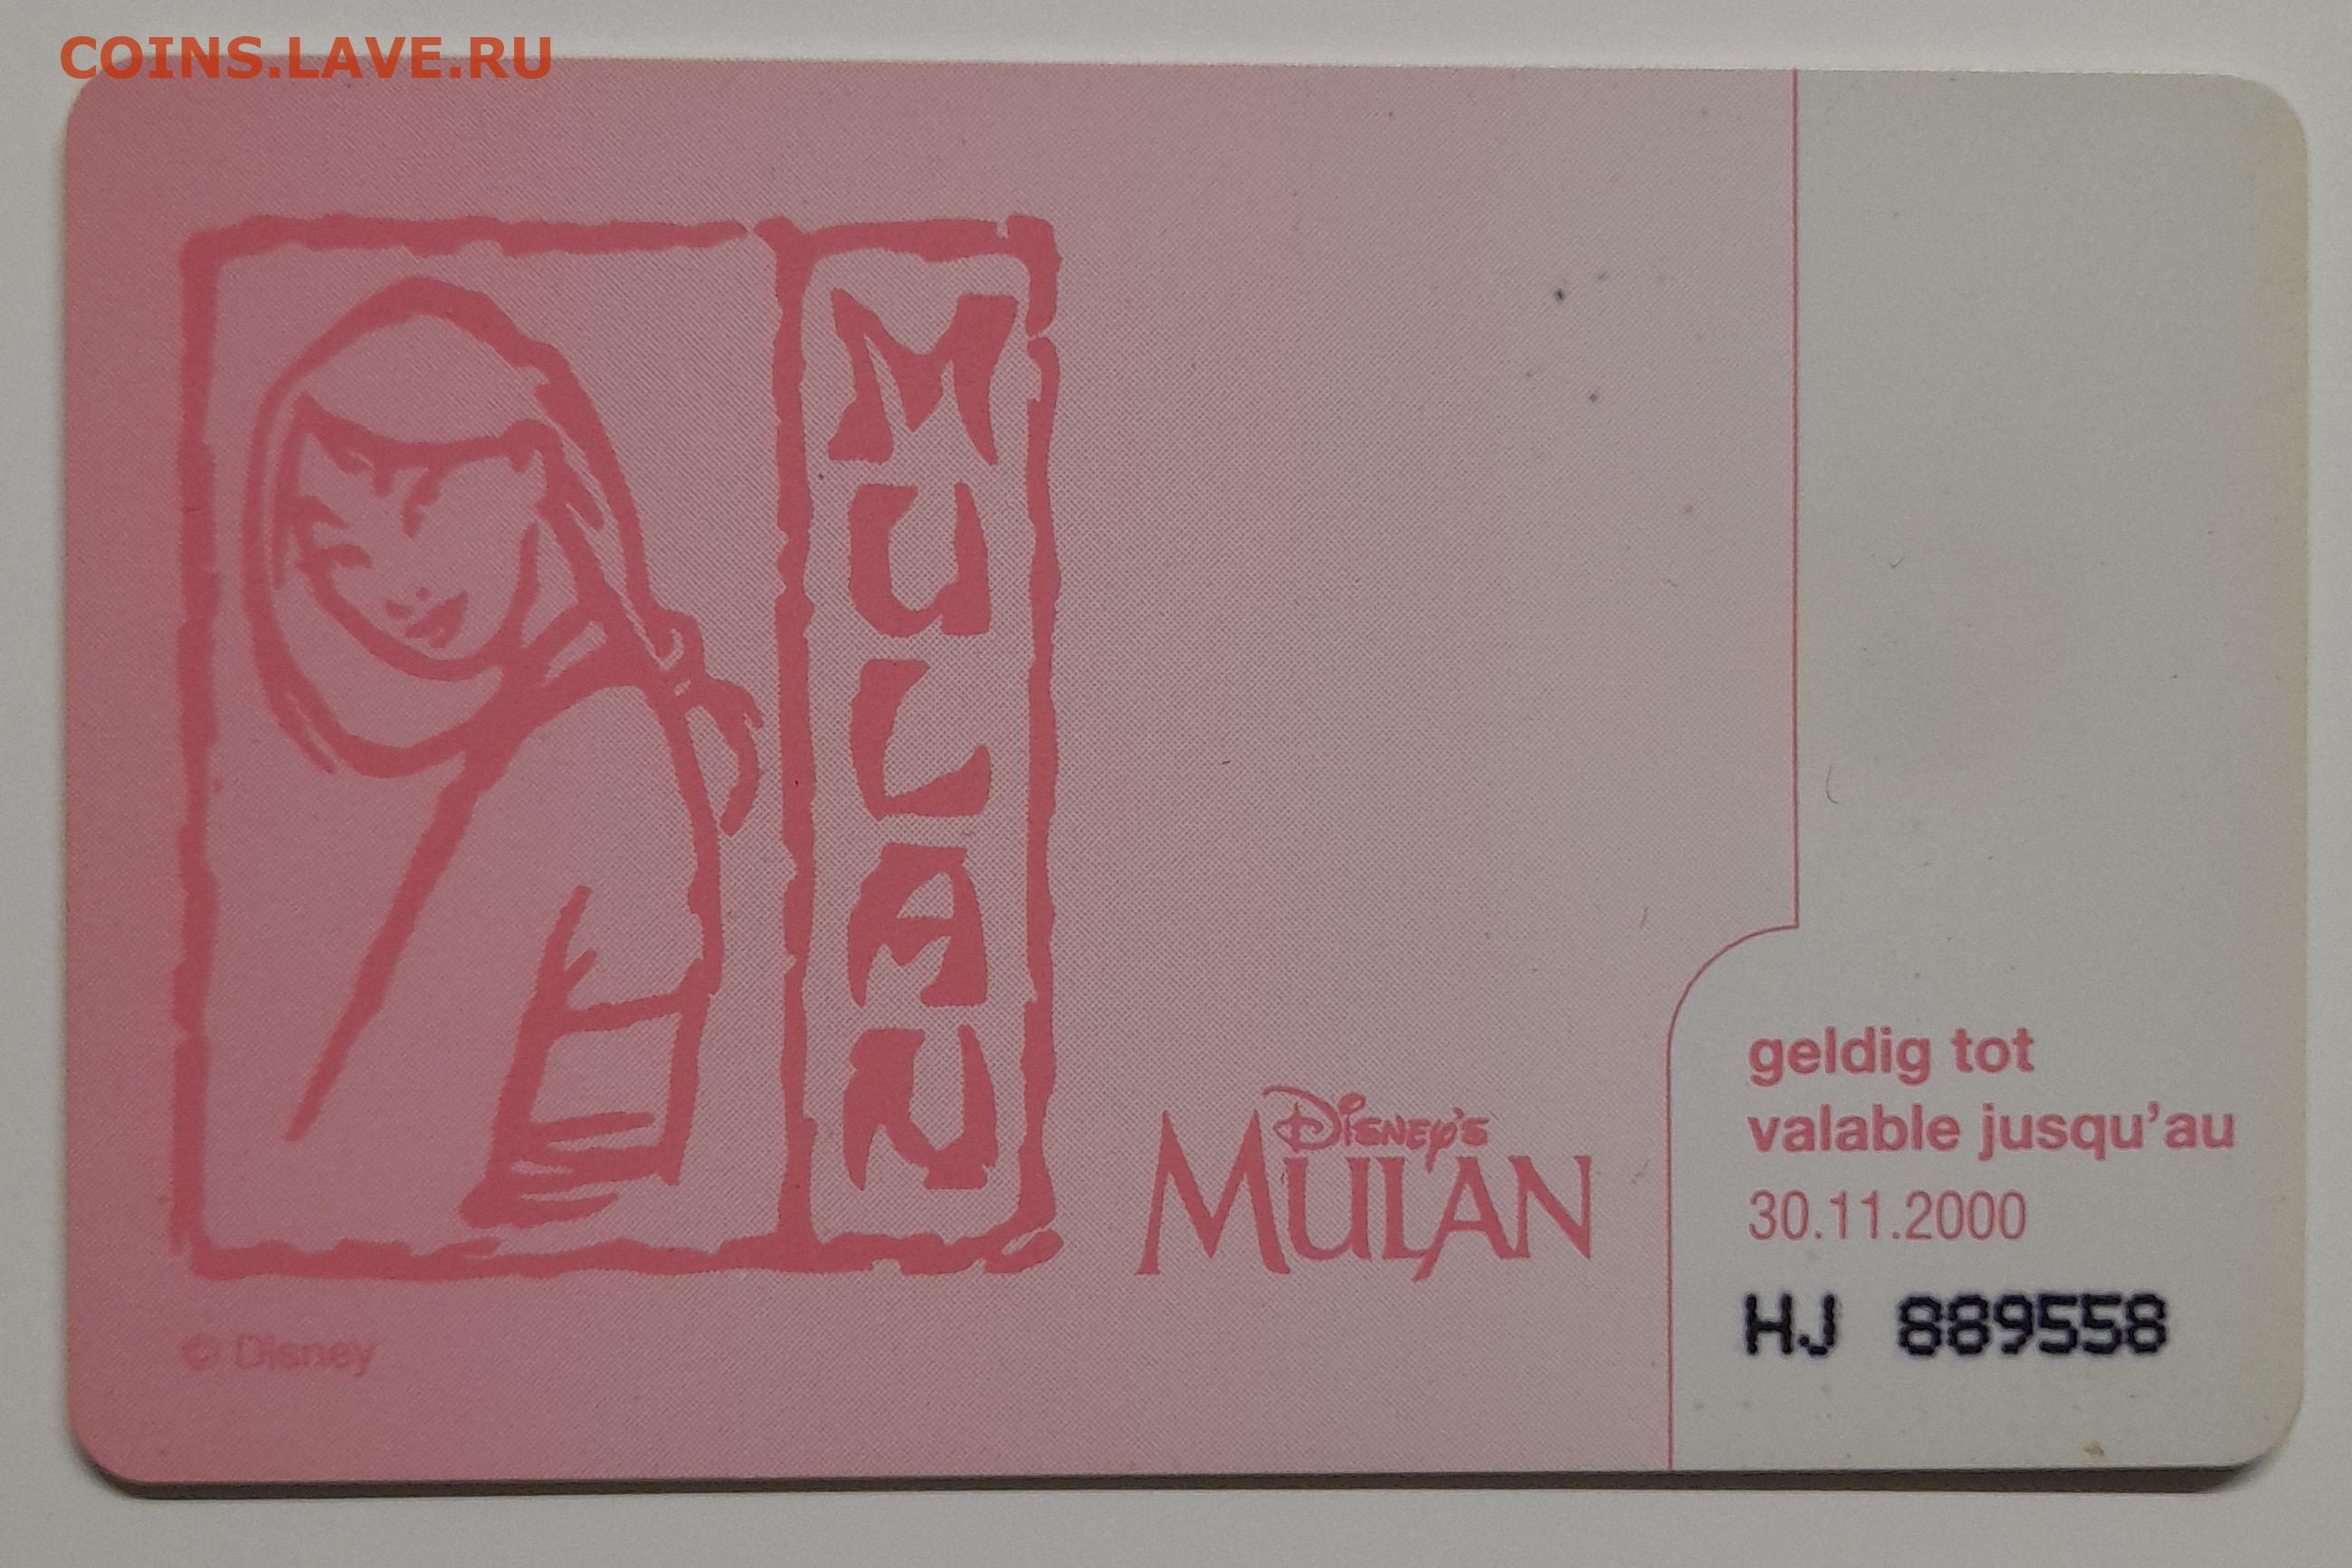 COINS.LAVE.RU
MULAN
DISNEY'S
MULAN
geldig tot
valable jusqu'au
30.11.2000
HJ 889558
© Disney